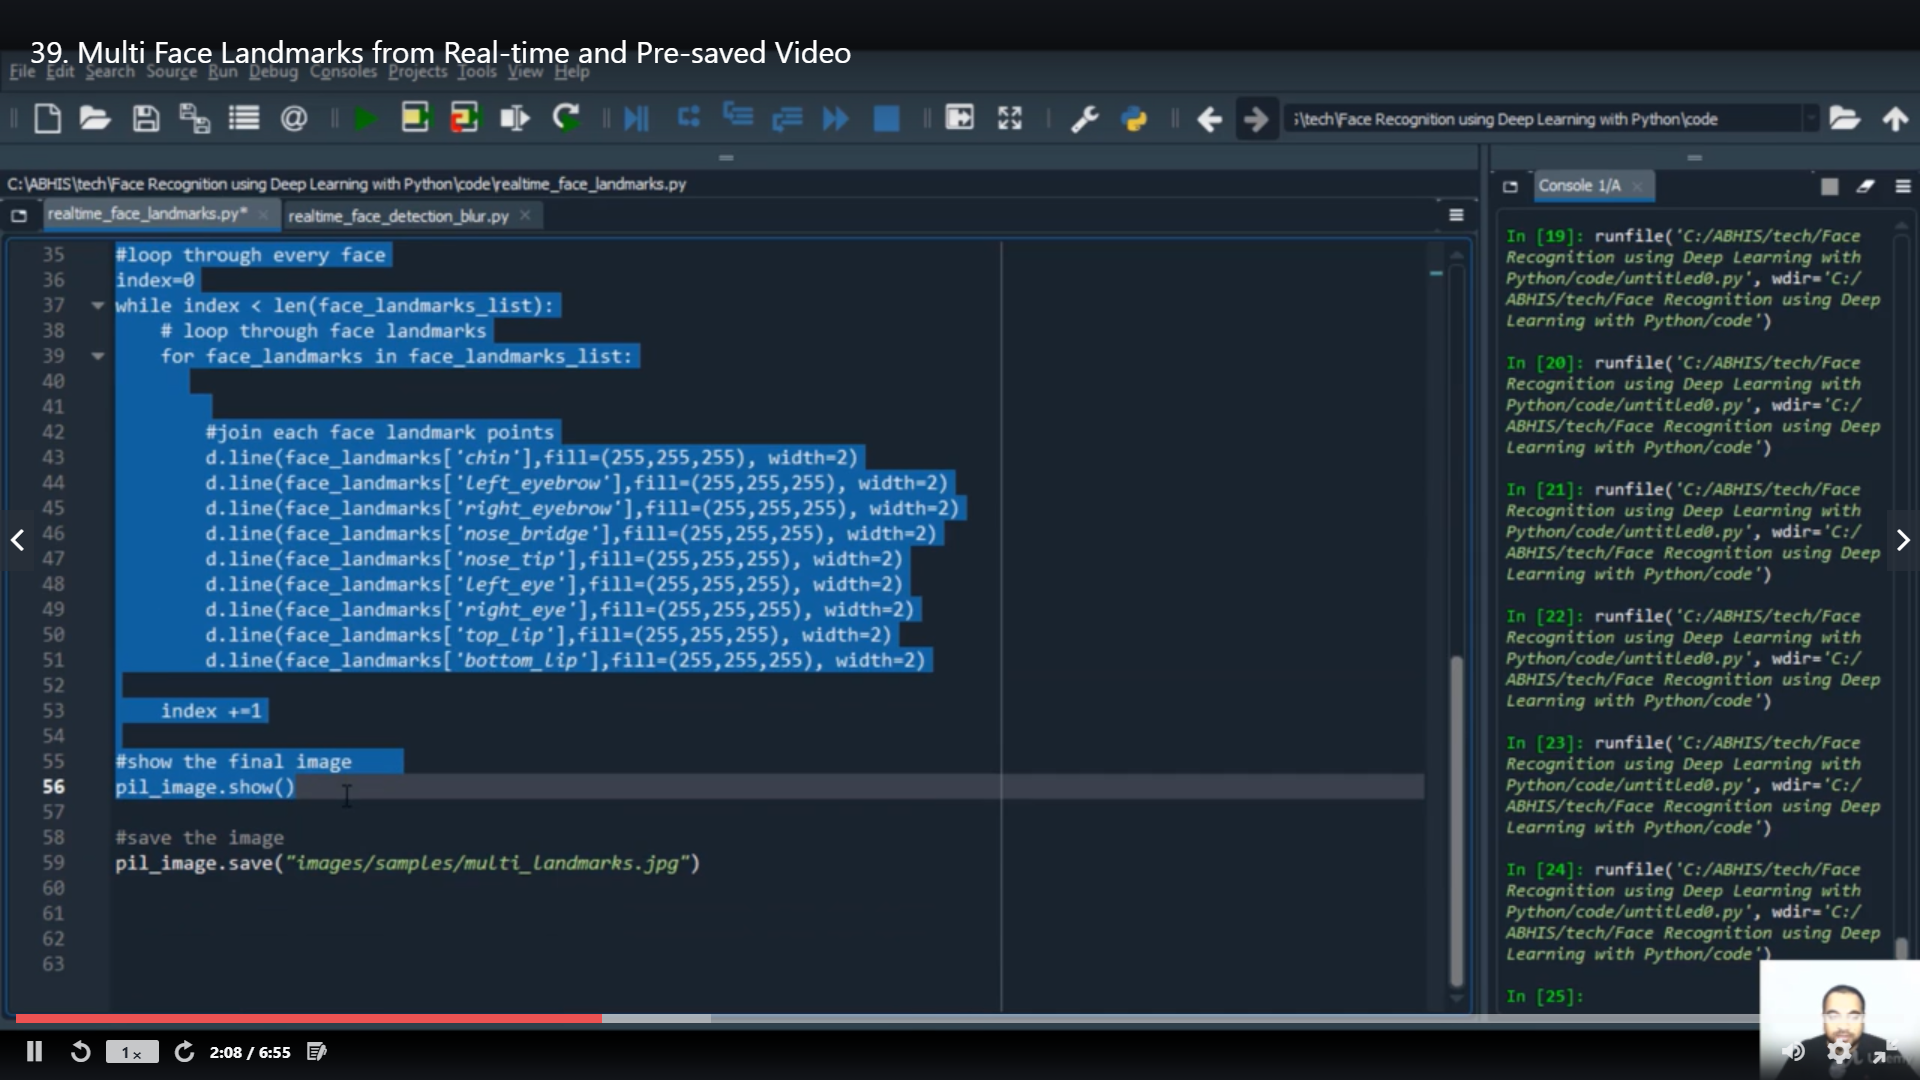 39. Multi Face Landmarks from Real-time and Pre-saved Video
File Edit Search Source Run Debug Consoles Projects Tools View Help
:\tech\Face Recognition using Deep Learning with Python\code
C:\ABHIS\tech\Face Recognition using Deep Learning with Python\code\realtime_face_landmarks.py
realtime_face_landmarks.py*
realtime_face_detection_blur.py
35 #loop through every face
36 index=0
37 while index < len(face_landmarks_list):
38 # loop through face landmarks
39 for face_landmarks in face_landmarks_list:
40
41
42 #join each face landmark points
43 d.line(face_landmarks['chin'],fill=(255,255,255), width=2)
44 d.line(face_landmarks['left_eyebrow'],fill=(255,255,255), width=2)
45 d.line(face_landmarks['right_eyebrow'],fill=(255,255,255), width=2)
46 d.line(face_landmarks['nose_bridge'],fill=(255,255,255), width=2)
47 d.line(face_landmarks['nose_tip'],fill=(255,255,255), width=2)
48 d.line(face_landmarks['left_eye'],fill=(255,255,255), width=2)
49 d.line(face_landmarks['right_eye'],fill=(255,255,255), width=2)
50 d.line(face_landmarks['top_lip'],fill=(255,255,255), width=2)
51 d.line(face_landmarks['bottom_lip'],fill=(255,255,255), width=2)
52
53 index +=1
54
55 #show the final image
56 pil_image.show()
57
58 #save the image
59 pil_image.save("images/samples/multi_landmarks.jpg")
60
61
62
63
Console 1/A
In [19]: runfile('C:/ABHIS/tech/Face
Recognition using Deep Learning with
Python/code/untitled0.py', wdir='C:/
ABHIS/tech/Face Recognition using Deep
Learning with Python/code')
In [20]: runfile('C:/ABHIS/tech/Face
Recognition using Deep Learning with
Python/code/untitled0.py', wdir='C:/
ABHIS/tech/Face Recognition using Deep
Learning with Python/code')
In [21]: runfile('C:/ABHIS/tech/Face
Recognition using Deep Learning with
Python/code/untitled0.py', wdir='C:/
ABHIS/tech/Face Recognition using Deep
Learning with Python/code')
In [22]: runfile('C:/ABHIS/tech/Face
Recognition using Deep Learning with
Python/code/untitled0.py', wdir='C:/
ABHIS/tech/Face Recognition using Deep
Learning with Python/code')
In [23]: runfile('C:/ABHIS/tech/Face
Recognition using Deep Learning with
Python/code/untitled0.py', wdir='C:/
ABHIS/tech/Face Recognition using Deep
Learning with Python/code')
In [24]: runfile('C:/ABHIS/tech/Face
Recognition using Deep Learning with
Python/code/untitled0.py', wdir='C:/
ABHIS/tech/Face Recognition using Deep
Learning with Python/code')
In [25]:
1x
2:08 / 6:55